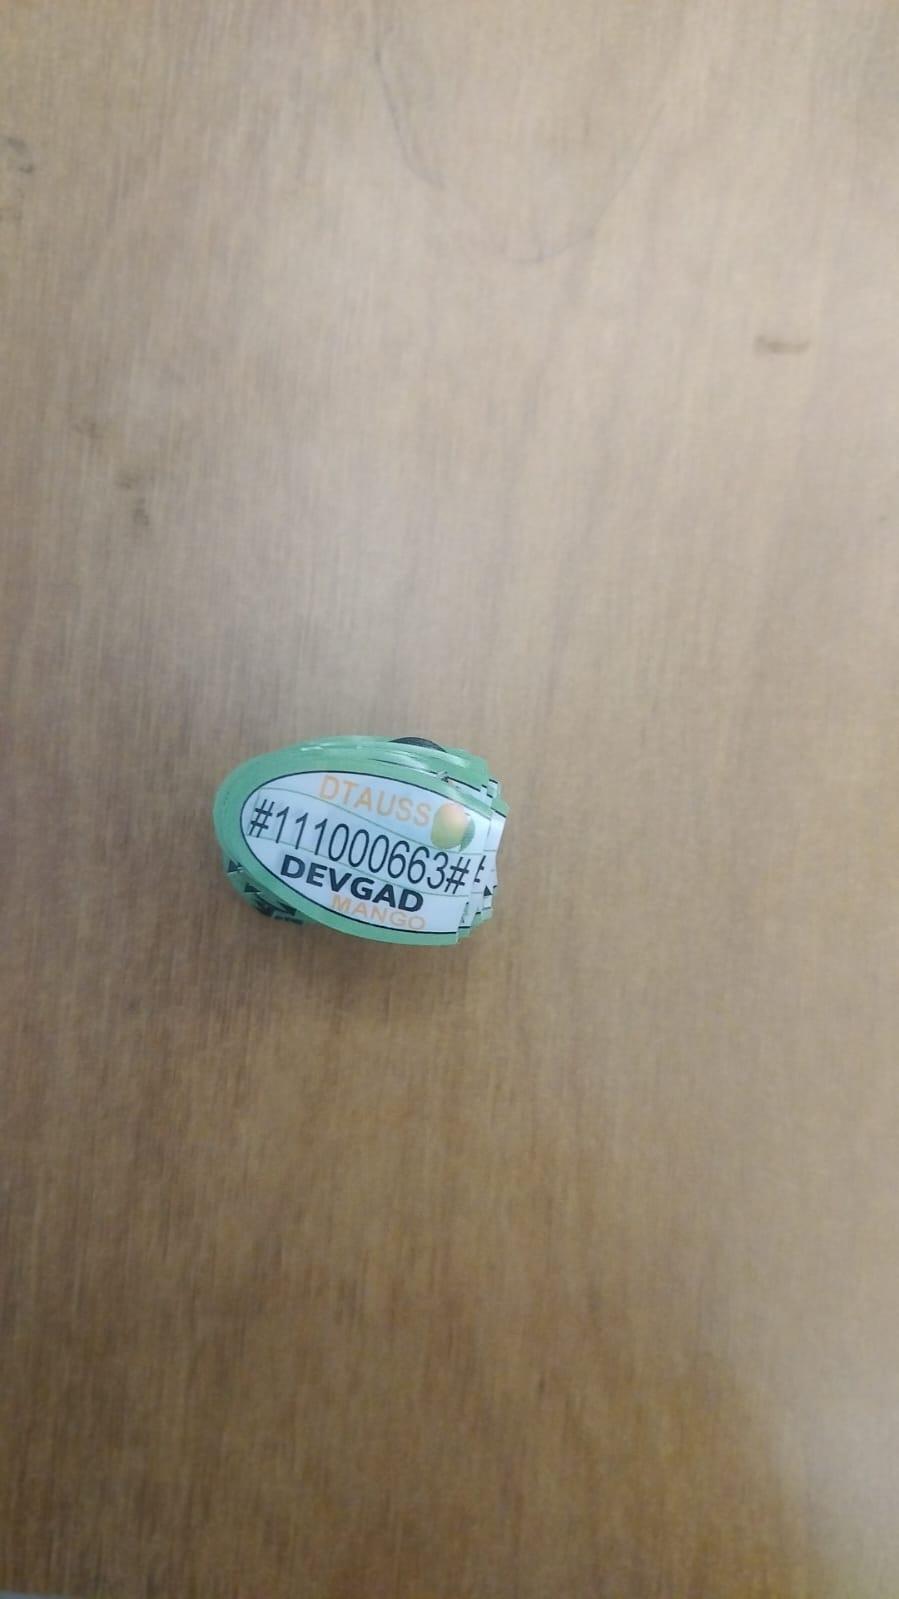 DTAUSS
#111000663#
DEVGAD
MANGO